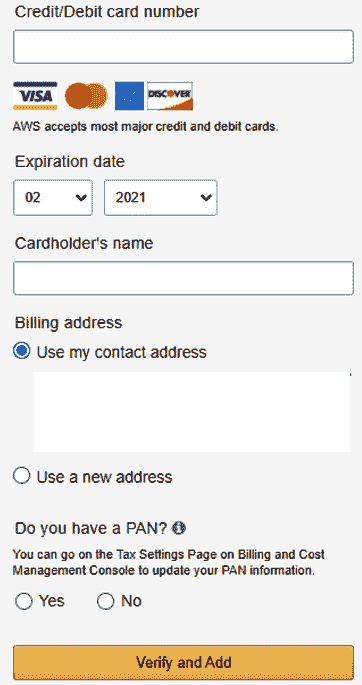 Credit/Debit card number
VISA DISCOVER
AWS accepts most major credit and debit cards.
Expiration date
02 2021
Cardholder's name
Billing address
Use my contact address
Use a new address
Do you have a PAN? i
You can go on the Tax Settings Page on Billing and Cost
Management Console to update your PAN information.
Yes No
Verify and Add